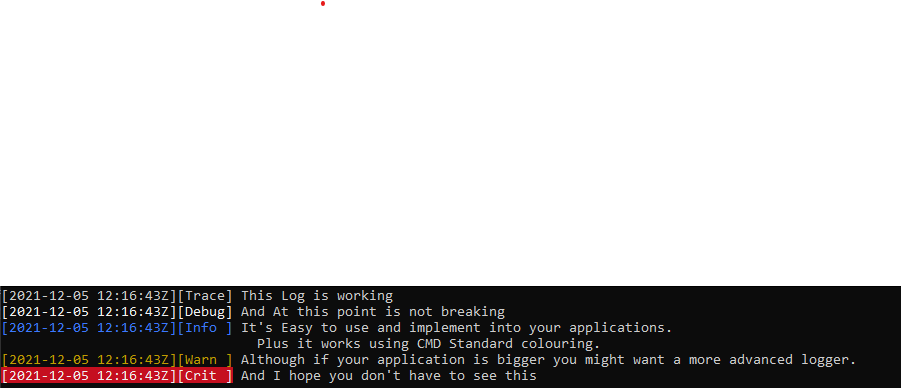 [2021-12-05 12:16:43Z][Trace] This Log is working
[2021-12-05 12:16:43Z][Debug] And At this point is not breaking
[2021-12-05 12:16:43Z][Info ] It's Easy to use and implement into your applications.
Plus it works using CMD Standard colouring.
[2021-12-05 12:16:43Z][Warn ] Although if your application is bigger you might want a more advanced logger.
[2021-12-05 12:16:43Z][Crit ] And I hope you don't have to see this